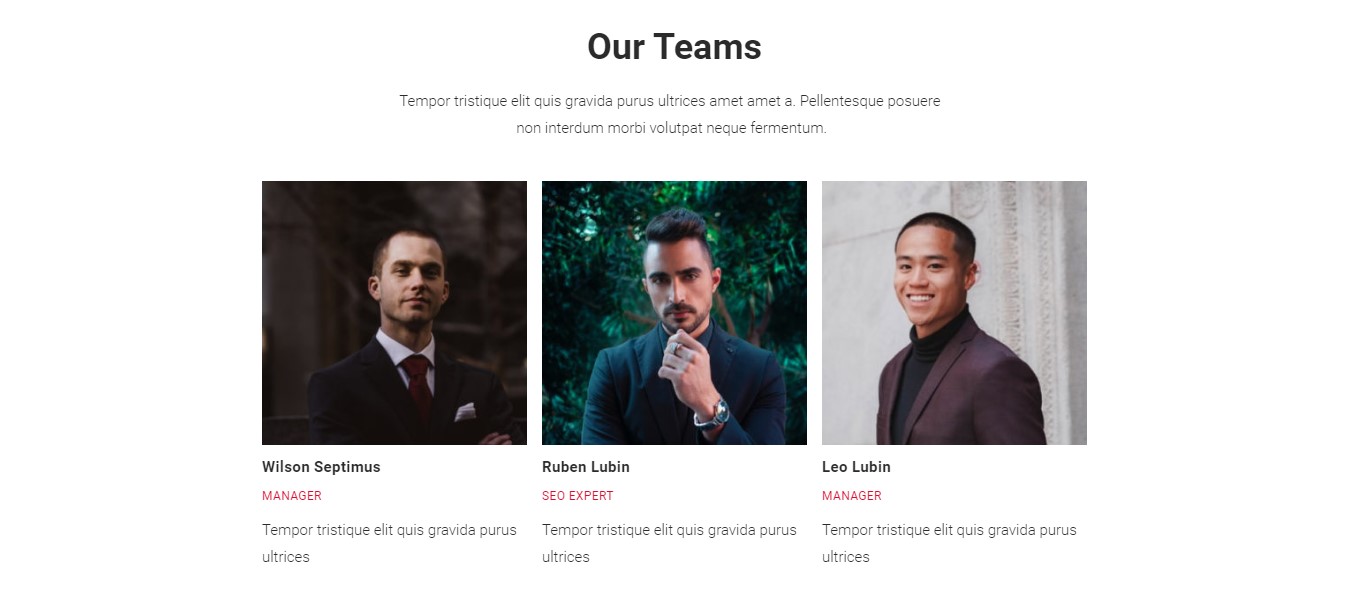 Our Teams
Tempor tristique elit quis gravida purus ultrices amet amet a. Pellentesque posuere
non interdum morbi volutpat neque fermentum.
Wilson Septimus
MANAGER
Tempor tristique elit quis gravida purus
ultrices
Ruben Lubin
SEO EXPERT
Tempor tristique elit quis gravida purus
ultrices
Leo Lubin
MANAGER
Tempor tristique elit quis gravida purus
ultrices